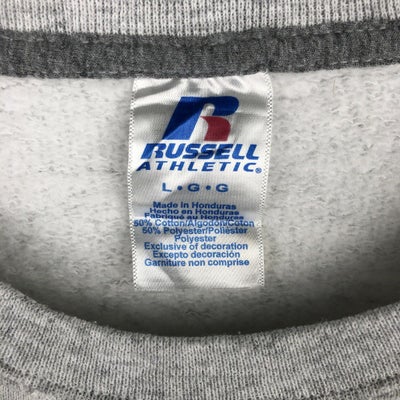 RUSSELL
ATHLETIC®
L • G • G
Made in Honduras
Hecho en Honduras
Fabriqué au Honduras
50% Cotton/Algodon/Coton
50% Polyester/Poliéster
Polyester
Exclusive of decoration
Excepto decoración
Garniture non comprise